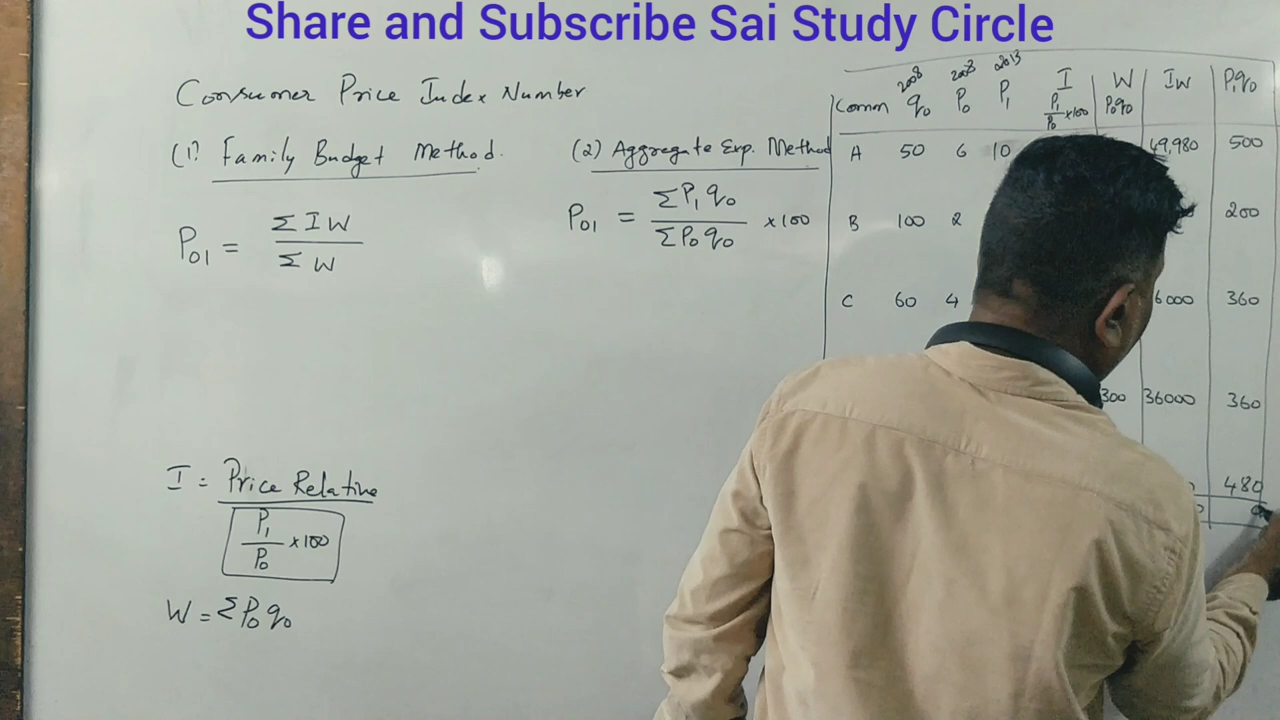 Share and Subscribe Sai Study Circle
Consumer Price Index Number
(1) Family Budget Method.
P01 = ΣIW / ΣW
(2) Aggregate Exp. Method
P01 = ΣP1q0 / ΣP0q0 ×100
I = Price Relative
P1 / P0 ×100
W = ΣP0q0
Comm 2008 q0 2008 P0 2013 P1 I P1/P0 ×100 W P0q0 IW P1q0
A 50 6 10 49,980 500
B 100 2 200
C 60 4 6000 360
300 36000 360
480